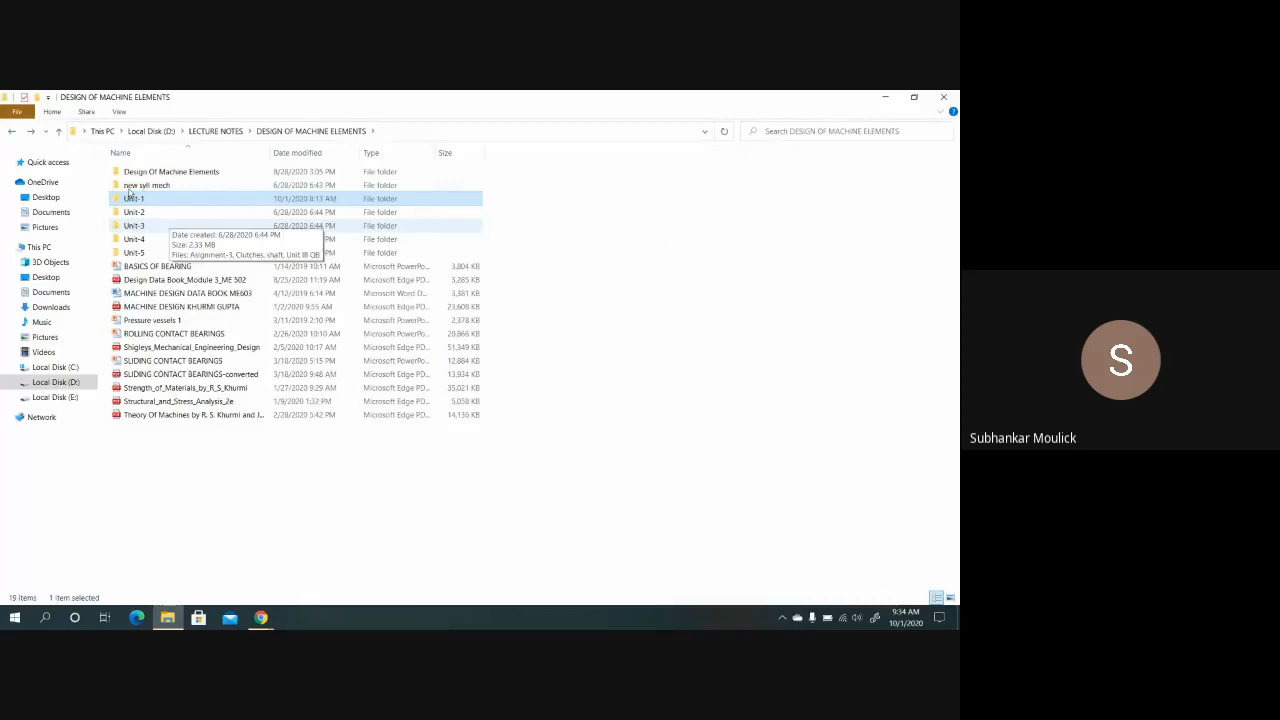 DESIGN OF MACHINE ELEMENTS
File Home Share View
This PC > Local Disk (D:) > LECTURE NOTES > DESIGN OF MACHINE ELEMENTS >
Search DESIGN OF MACHINE ELEMENTS
Name Date modified Type Size
Quick access
OneDrive
Desktop
Documents
Pictures
This PC
3D Objects
Desktop
Documents
Downloads
Music
Pictures
Videos
Local Disk (C:)
Local Disk (D:)
Local Disk (E:)
Network
Design Of Machine Elements 8/28/2020 3:05 PM File folder
new syll mech 6/28/2020 6:43 PM File folder
Unit-1 10/1/2020 8:13 AM File folder
Unit-2 6/28/2020 6:44 PM File folder
Unit-3 6/28/2020 6:44 PM File folder
Unit-4 PM File folder
Unit-5 PM File folder
Date created: 6/28/2020 6:44 PM
Size: 2.33 MB
Files: Asignment-3, Clutches, shaft, Unit III QB
BASICS OF BEARING 1/14/2019 10:11 AM Microsoft PowerPo... 3,804 KB
Design Data Book_Module 3_ME 502 8/25/2020 11:19 AM Microsoft Edge PD... 3,285 KB
MACHINE DESIGN DATA BOOK ME603 4/12/2019 6:14 PM Microsoft Word D... 3,381 KB
MACHINE DESIGN KHURMI GUPTA 1/2/2020 9:55 AM Microsoft Edge PD... 23,608 KB
Pressure vessels 1 3/11/2019 2:10 PM Microsoft PowerPo... 2,378 KB
ROLLING CONTACT BEARINGS 2/26/2020 10:10 AM Microsoft PowerPo... 20,866 KB
Shigleys_Mechanical_Engineering_Design 2/5/2020 10:17 AM Microsoft Edge PD... 51,349 KB
SLIDING CONTACT BEARINGS 3/18/2020 5:15 PM Microsoft PowerPo... 12,884 KB
SLIDING CONTACT BEARINGS-converted 3/18/2020 9:48 AM Microsoft Edge PD... 13,934 KB
Strength_of_Materials_by_R_S_Khurmi 1/27/2020 9:29 AM Microsoft Edge PD... 35,021 KB
Structural_and_Stress_Analysis_2e 1/9/2020 1:32 PM Microsoft Edge PD... 5,058 KB
Theory Of Machines by R. S. Khurmi and J... 2/28/2020 5:42 PM Microsoft Edge PD... 14,136 KB
19 items 1 item selected
9:34 AM
10/1/2020
S
Subhankar Moulick